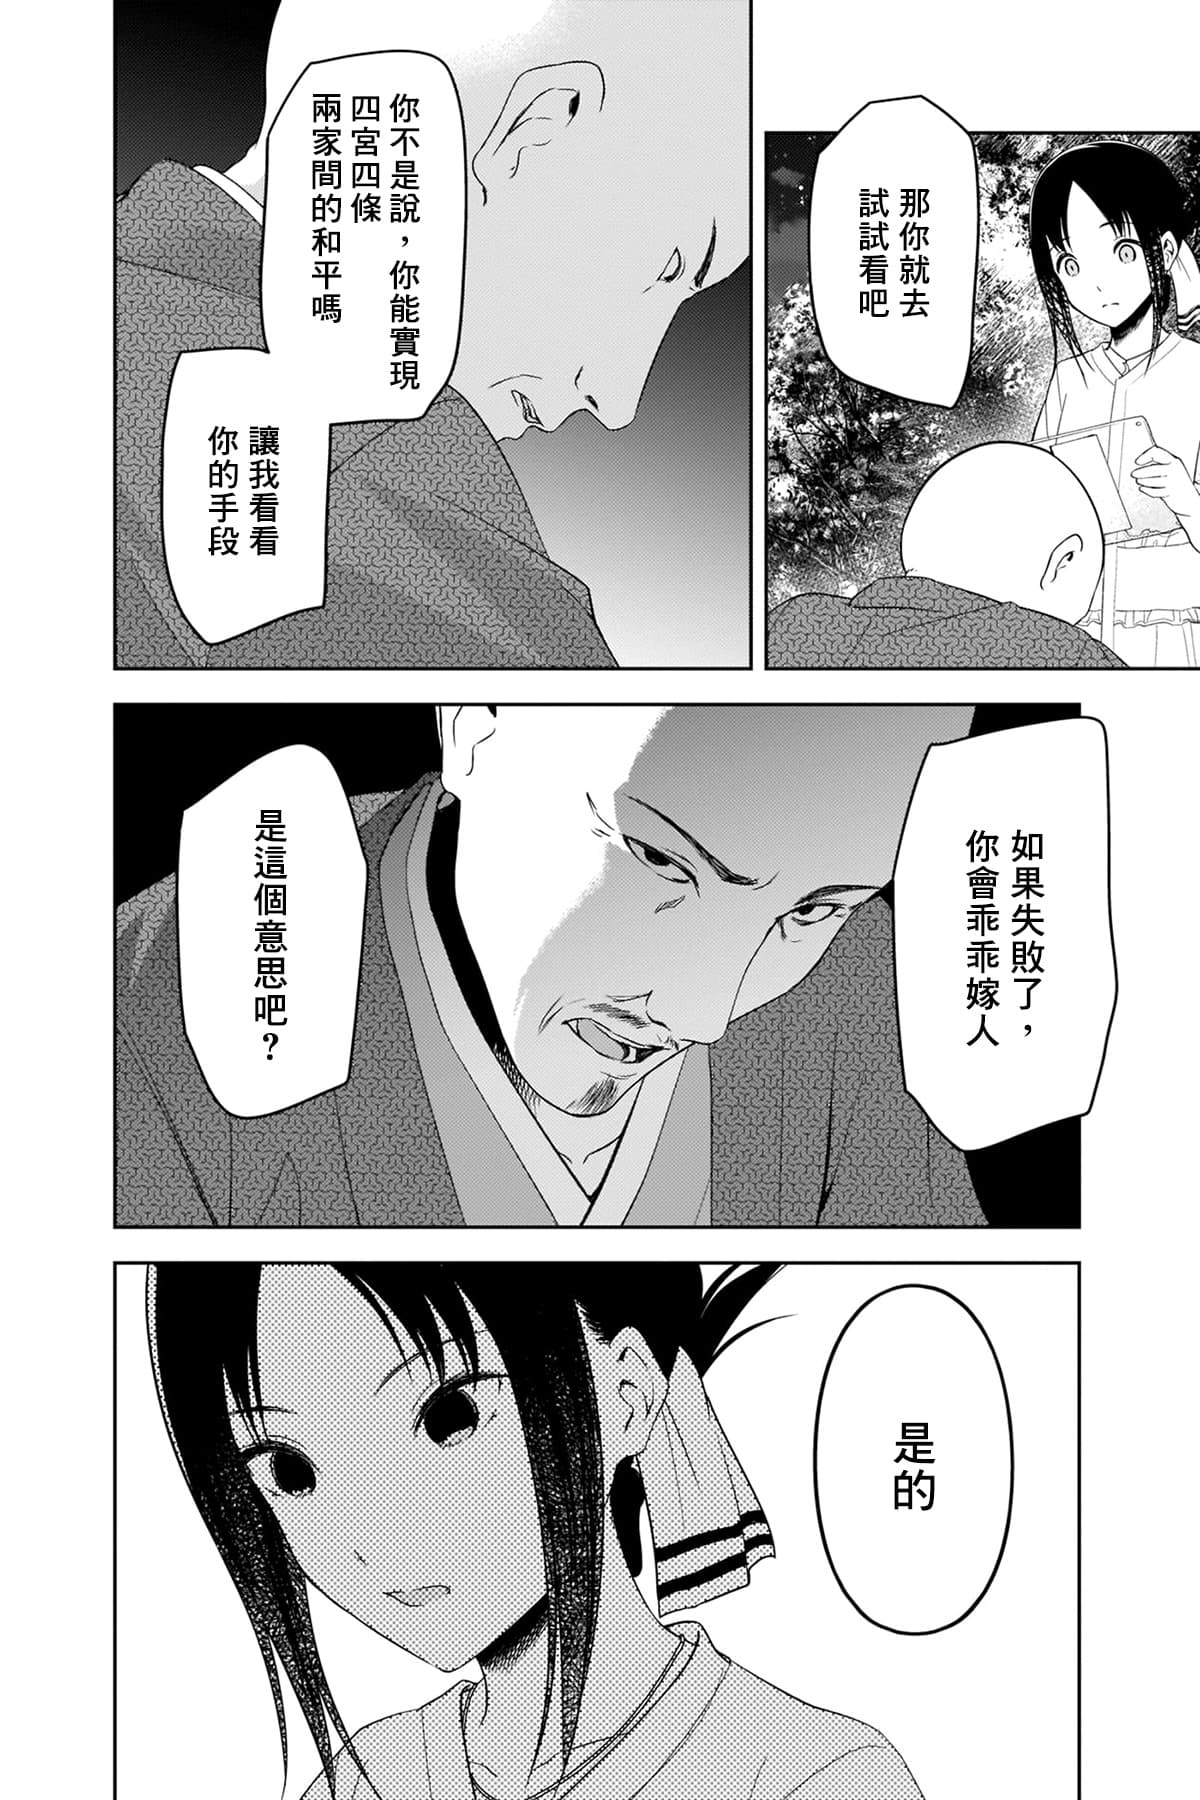 那你就去
試試看吧
你不是說，你能實現
四宮四條
兩家間的和平嗎
讓我看看
你的手段
如果失敗了，
你會乖乖嫁人
是這個意思吧？
是的